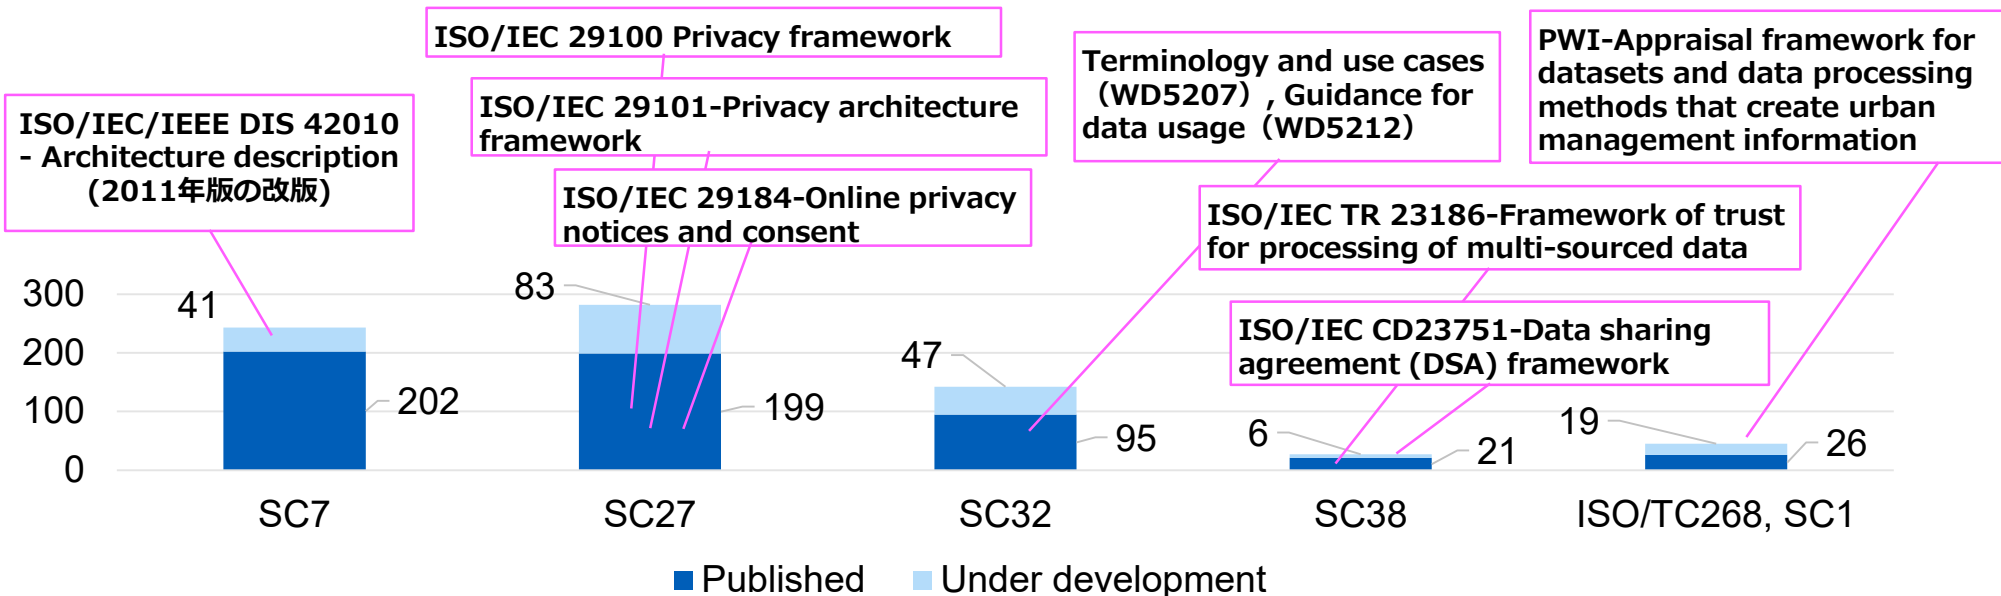 ISO/IEC 29100 Privacy framework
ISO/IEC 29101-Privacy architecture
framework
ISO/IEC/IEEE DIS 42010
- Architecture description
(2011年版の改版)
ISO/IEC 29184-Online privacy
notices and consent
Terminology and use cases
（WD5207）, Guidance for
data usage（WD5212）
PWI-Appraisal framework for
datasets and data processing
methods that create urban
management information
ISO/IEC TR 23186-Framework of trust
for processing of multi-sourced data
ISO/IEC CD23751-Data sharing
agreement (DSA) framework
300
200
100
0
41
202
83
199
47
95
6
21
19
26
SC7
SC27
SC32
SC38
ISO/TC268, SC1
Published
Under development